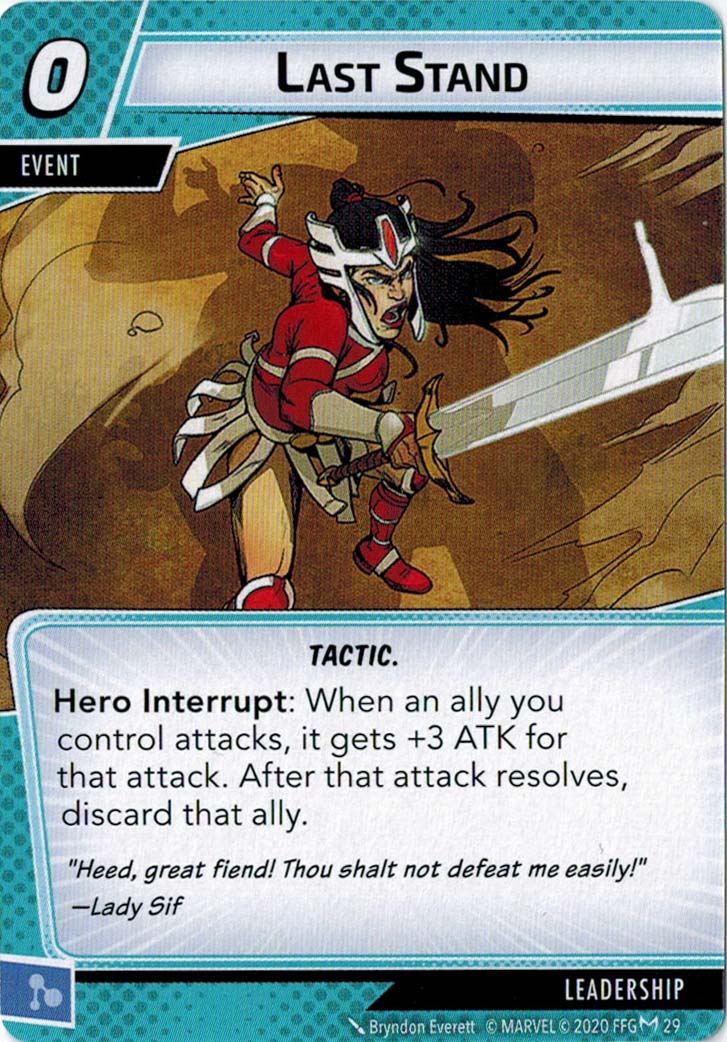 0
LAST STAND
EVENT
TACTIC.
Hero Interrupt: When an ally you
control attacks, it gets +3 ATK for
that attack. After that attack resolves,
discard that ally.
"Heed, great fiend! Thou shalt not defeat me easily!"
—Lady Sif
LEADERSHIP
Bryndon Everett © MARVEL © 2020 FFG 29